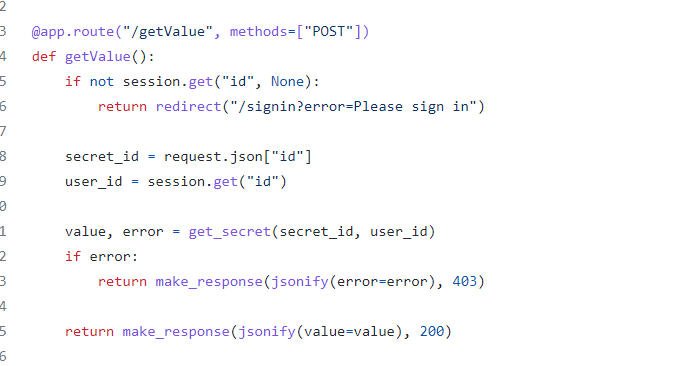 2
3 @app.route("/getValue", methods=["POST"])
4 def getValue():
5     if not session.get("id", None):
6         return redirect("/signin?error=Please sign in")
7
8     secret_id = request.json["id"]
9     user_id = session.get("id")
0
1     value, error = get_secret(secret_id, user_id)
2     if error:
3         return make_response(jsonify(error=error), 403)
4
5     return make_response(jsonify(value=value), 200)
6